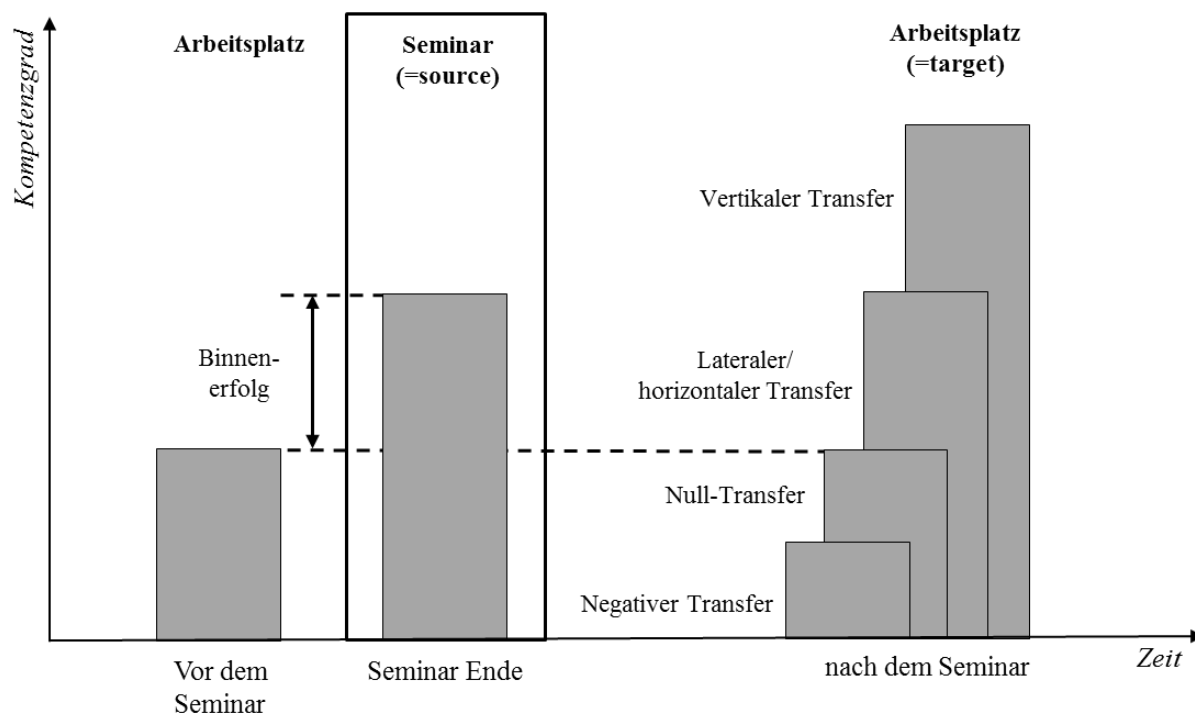 Kompetenzgrad
Arbeitsplatz
Seminar
(=source)
Arbeitsplatz
(=target)
Vertikaler Transfer
Binnen-
erfolg
Lateraler/
horizontaler Transfer
Null-Transfer
Negativer Transfer
Vor dem
Seminar
Seminar Ende
nach dem Seminar
Zeit